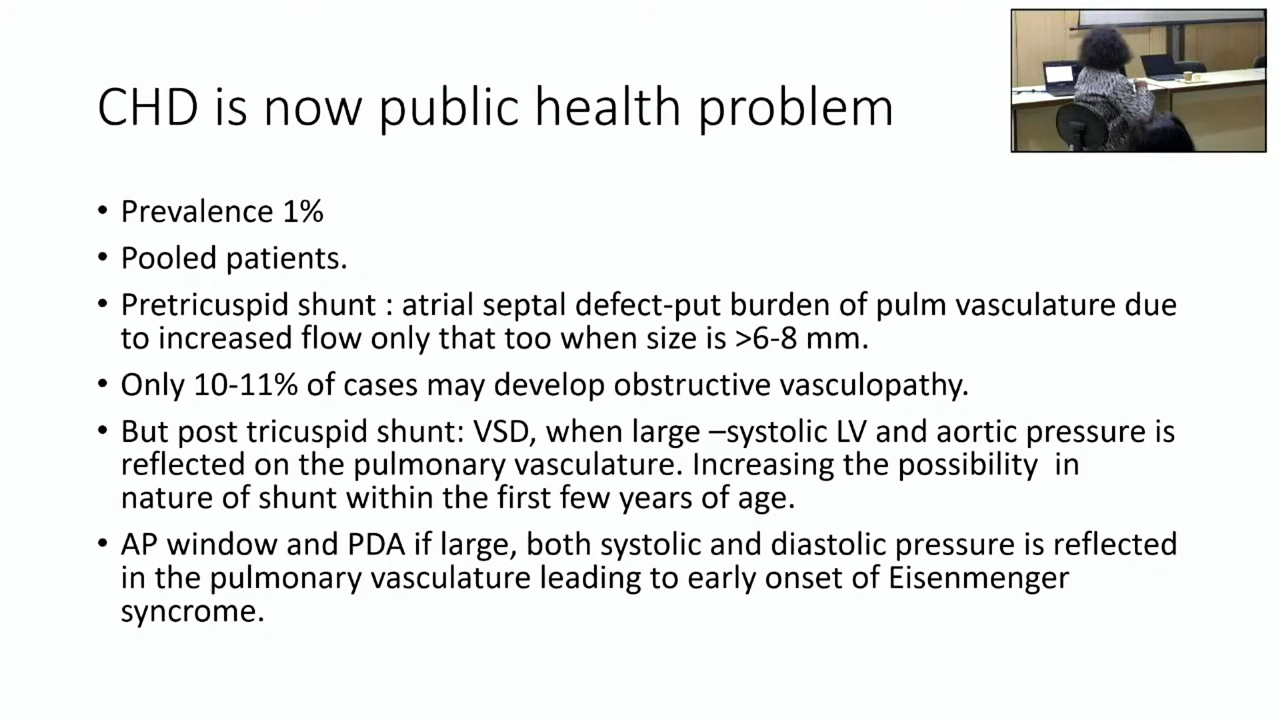 CHD is now public health problem
• Prevalence 1%
• Pooled patients.
• Pretricuspid shunt : atrial septal defect-put burden of pulm vasculature due
to increased flow only that too when size is >6-8 mm.
• Only 10-11% of cases may develop obstructive vasculopathy.
• But post tricuspid shunt: VSD, when large –systolic LV and aortic pressure is
reflected on the pulmonary vasculature. Increasing the possibility  in
nature of shunt within the first few years of age.
• AP window and PDA if large, both systolic and diastolic pressure is reflected
in the pulmonary vasculature leading to early onset of Eisenmenger
syncrome.